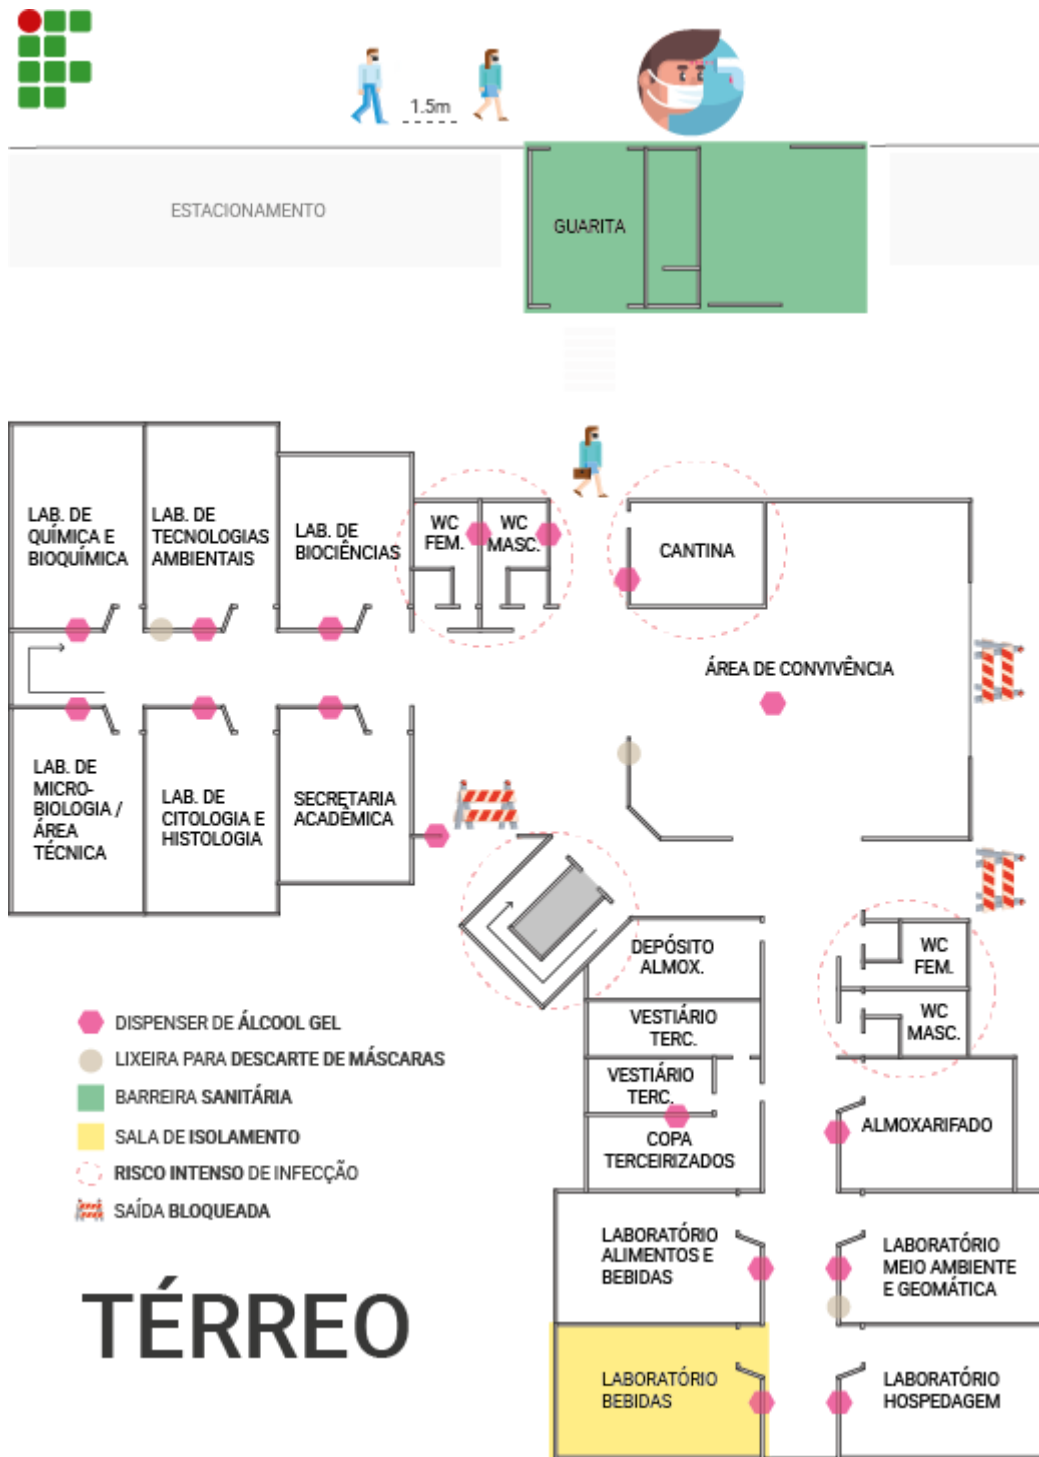 1.5m
ESTACIONAMENTO
GUARITA
LAB. DE
QUÍMICA E
BIOQUÍMICA
LAB. DE
TECNOLOGIAS
AMBIENTAIS
LAB. DE
BIOCIÊNCIAS
WC
FEM.
WC
MASC.
CANTINA
ÁREA DE CONVIVÊNCIA
LAB. DE
MICRO-
BIOLOGIA /
ÁREA
TÉCNICA
LAB. DE
CITOLOGIA E
HISTOLOGIA
SECRETARIA
ACADÊMICA
DEPÓSITO
ALMOX.
WC
FEM.
VESTIÁRIO
TERC.
WC
MASC.
VESTIÁRIO
TERC.
COPA
TERCEIRIZADOS
ALMOXARIFADO
DISPENSER DE ÁLCOOL GEL
LIXEIRA PARA DESCARTE DE MÁSCARAS
BARREIRA SANITÁRIA
SALA DE ISOLAMENTO
RISCO INTENSO DE INFECÇÃO
SAÍDA BLOQUEADA
LABORATÓRIO
ALIMENTOS E
BEBIDAS
LABORATÓRIO
MEIO AMBIENTE
E GEOMÁTICA
TÉRREO
LABORATÓRIO
BEBIDAS
LABORATÓRIO
HOSPEDAGEM